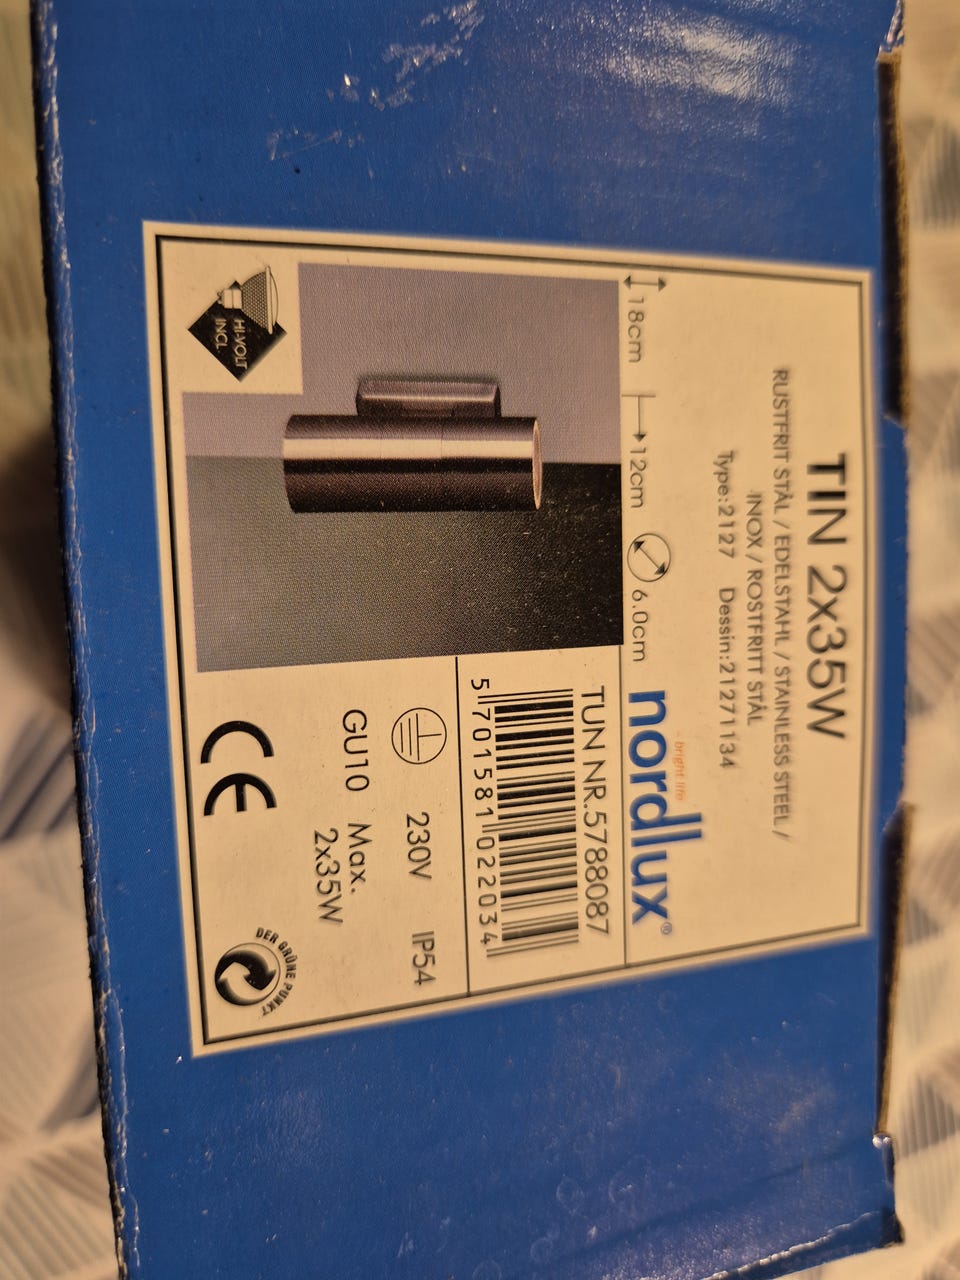 TIN 2x35W
RUSTFRIT STÅL / EDELSTAHL / STAINLESS STEEL /
INOX / ROSTFRITT STÅL
Type:2127 Dessin:21271134
18cm 12cm 6.0cm
- bright life
nordlux®
HI-VOLT
INCL.
TUN NR.5788087
5 701581 022034
230V IP54
GU10 Max.
2x35W
CE
DER GRÜNE PUNKT